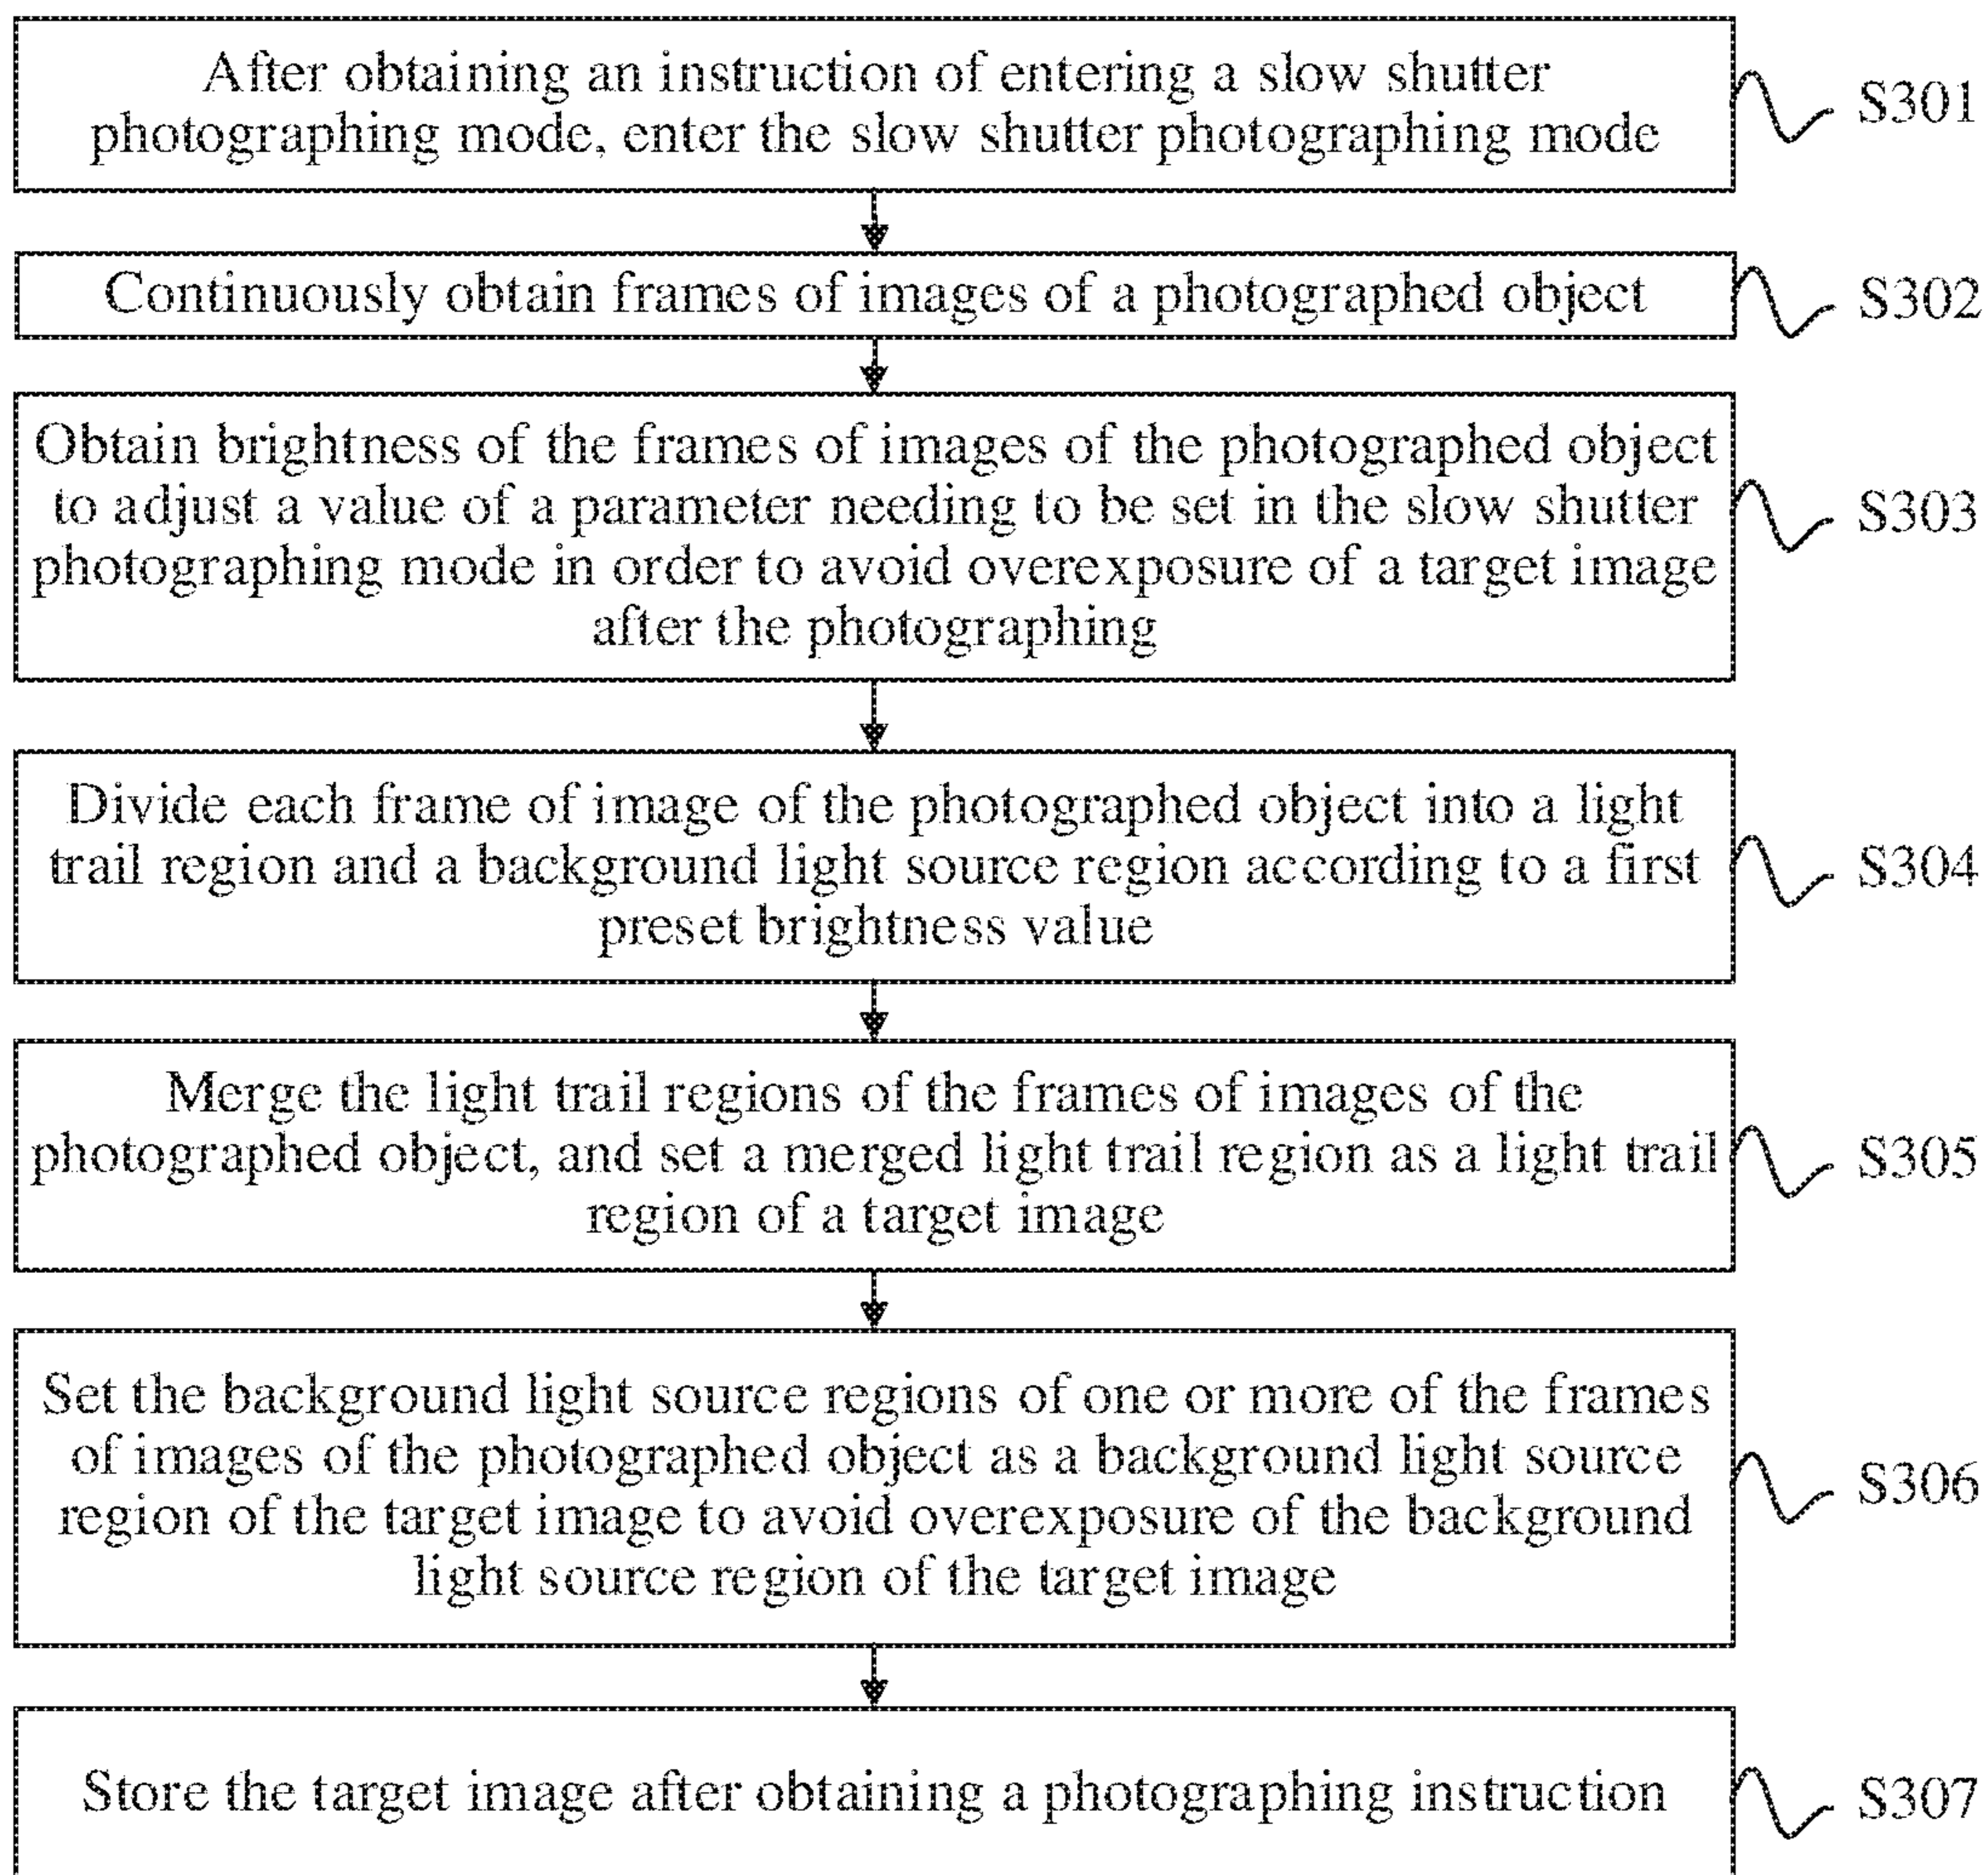 After obtaining an instruction of entering a slow shutter
photographing mode, enter the slow shutter photographing mode
S301
Continuously obtain frames of images of a photographed object
S302
Obtain brightness of the frames of images of the photographed object
to adjust a value of a parameter needing to be set in the slow shutter
photographing mode in order to avoid overexposure of a target image
after the photographing
S303
Divide each frame of image of the photographed object into a light
trail region and a background light source region according to a first
preset brightness value
S304
Merge the light trail regions of the frames of images of the
photographed object, and set a merged light trail region as a light trail
region of a target image
S305
Set the background light source regions of one or more of the frames
of images of the photographed object as a background light source
region of the target image to avoid overexposure of the background
light source region of the target image
S306
Store the target image after obtaining a photographing instruction
S307